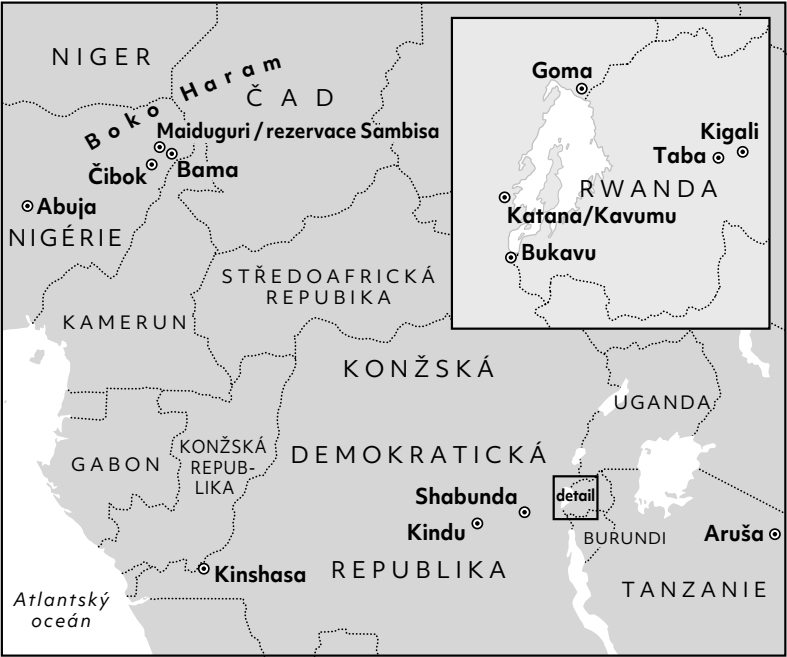 NIGER
Boko Haram
ČAD
Maiduguri / rezervace Sambisa
Čibok
Bama
Abuja
NIGÉRIE
STŘEDOAFRICKÁ
REPUBIKA
KAMERUN
KONŽSKÁ
DEMOKRATICKÁ
REPUBLIKA
UGANDA
GABON
KONŽSKÁ
REPUB-
LIKA
Shabunda
Kindu
detail
BURUNDI
Aruša
Kinshasa
TANZANIE
Atlantský
oceán
Goma
Kigali
Taba
RWANDA
Katana/Kavumu
Bukavu